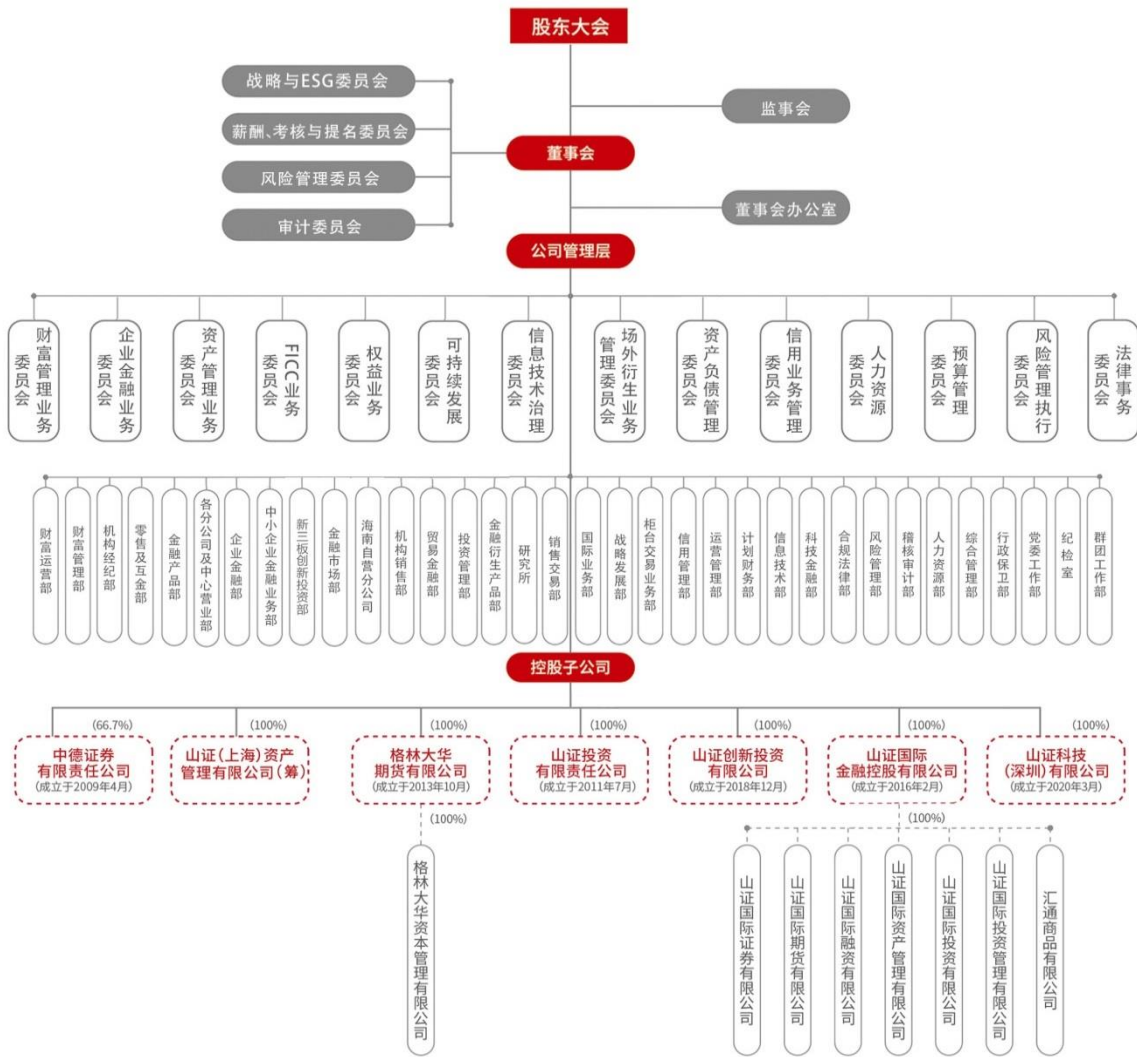 股东大会
战略与ESG委员会
监事会
薪酬、考核与提名委员会
董事会
风险管理委员会
董事会办公室
审计委员会
公司管理层
财富管理业务
委员会
企业金融业务
委员会
资产管理业务
委员会
FICC业务
委员会
权益业务
委员会
可持续发展
委员会
信息技术治理
委员会
场外衍生业务
管理委员会
资产负债管理
委员会
信用业务管理
委员会
人力资源
委员会
预算管理
委员会
风险管理执行
委员会
法律事务
委员会
财富运营部
财富管理部
机构经纪部
零售及互金部
金融产品部
各分公司及中心营业部
企业金融部
中小企业金融业务部
新三板创新投资部
金融市场部
海南自营分公司
机构销售部
贸易金融部
投资管理部
金融衍生产品部
研究所
销售交易部
国际业务部
战略发展部
柜台交易业务部
信用管理部
运营管理部
计划财务部
信息技术部
科技金融部
合规法律部
风险管理部
稽核审计部
人力资源部
综合管理部
行政保卫部
党委工作部
纪检室
群团工作部
控股子公司
(66.7%)
中德证券
有限责任公司
(成立于2009年4月)
(100%)
山证(上海)资产
管理有限公司(筹)
(100%)
格林大华
期货有限公司
(成立于2013年10月)
(100%)
山证投资
有限责任公司
(成立于2011年7月)
(100%)
山证创新投资
有限公司
(成立于2018年12月)
(100%)
山证国际
金融控股有限公司
(成立于2016年2月)
(100%)
山证科技
(深圳)有限公司
(成立于2020年3月)
(100%)
格林大华资本管理有限公司
(100%)
山证国际证券有限公司
山证国际期货有限公司
山证国际融资有限公司
山证国际资产管理有限公司
山证国际投资有限公司
山证国际投资管理有限公司
汇通商品有限公司